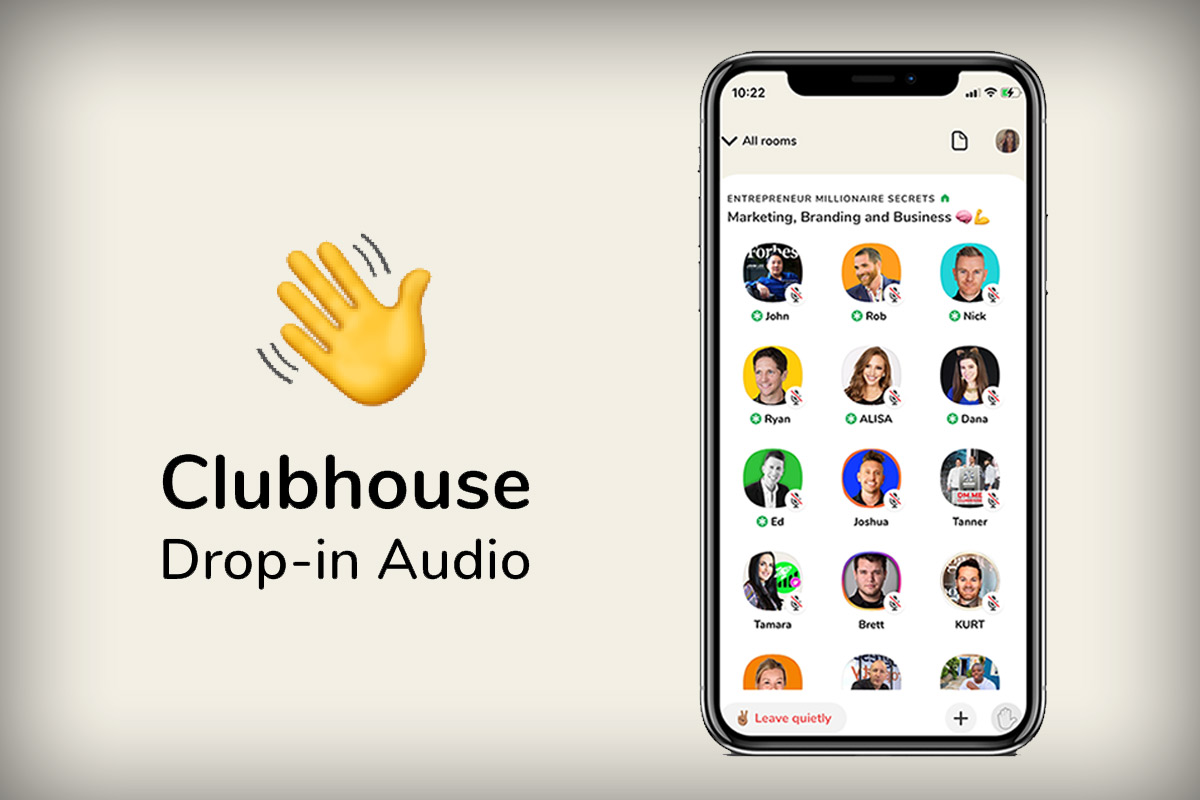 Clubhouse
Drop-in Audio
10:22
All rooms
ENTREPRENEUR MILLIONAIRE SECRETS
Marketing, Branding and Business
Forbes
John
Rob
Nick
Ryan
ALISA
Dana
Ed
Joshua
Tanner
Tamara
Brett
KURT
Leave quietly